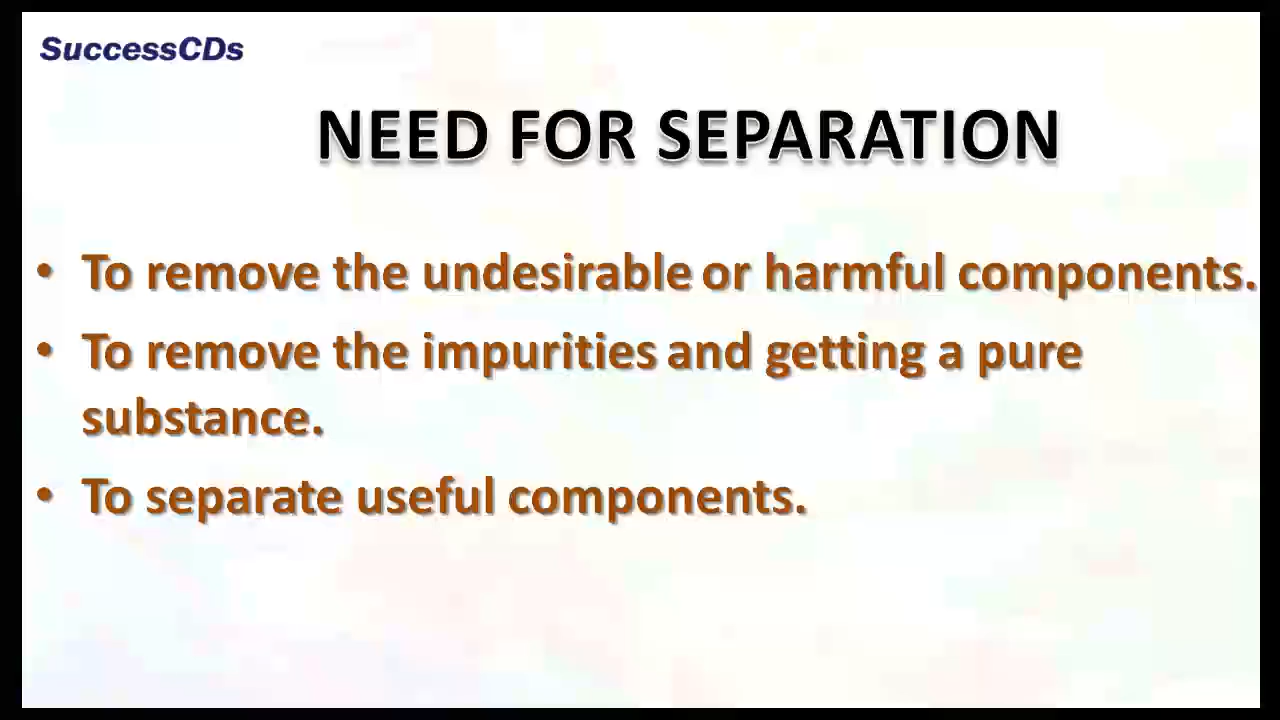 SuccessCDs
NEED FOR SEPARATION
• To remove the undesirable or harmful components.
• To remove the impurities and getting a pure
substance.
• To separate useful components.